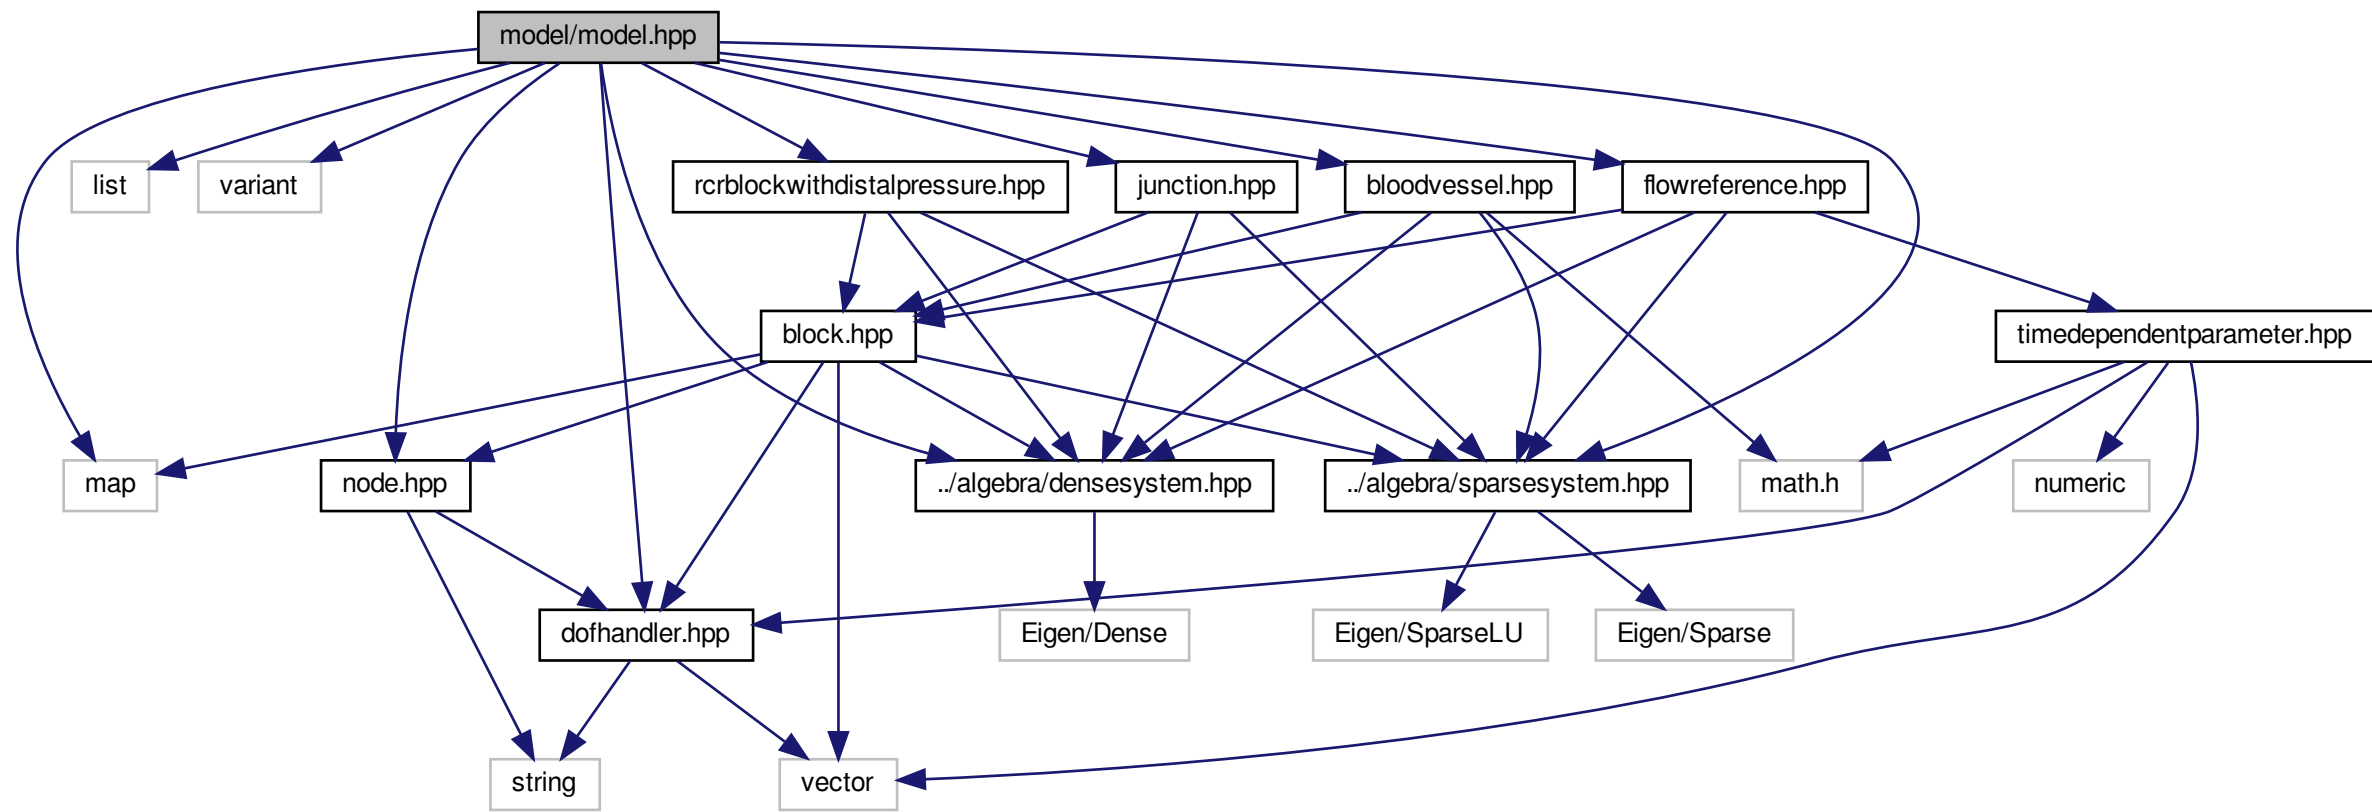 model/model.hpp
list
variant
rcrblockwithdistalpressure.hpp
junction.hpp
bloodvessel.hpp
flowreference.hpp
block.hpp
timedependentparameter.hpp
map
node.hpp
../algebra/densesystem.hpp
../algebra/sparsesystem.hpp
math.h
numeric
dofhandler.hpp
Eigen/Dense
Eigen/SparseLU
Eigen/Sparse
string
vector